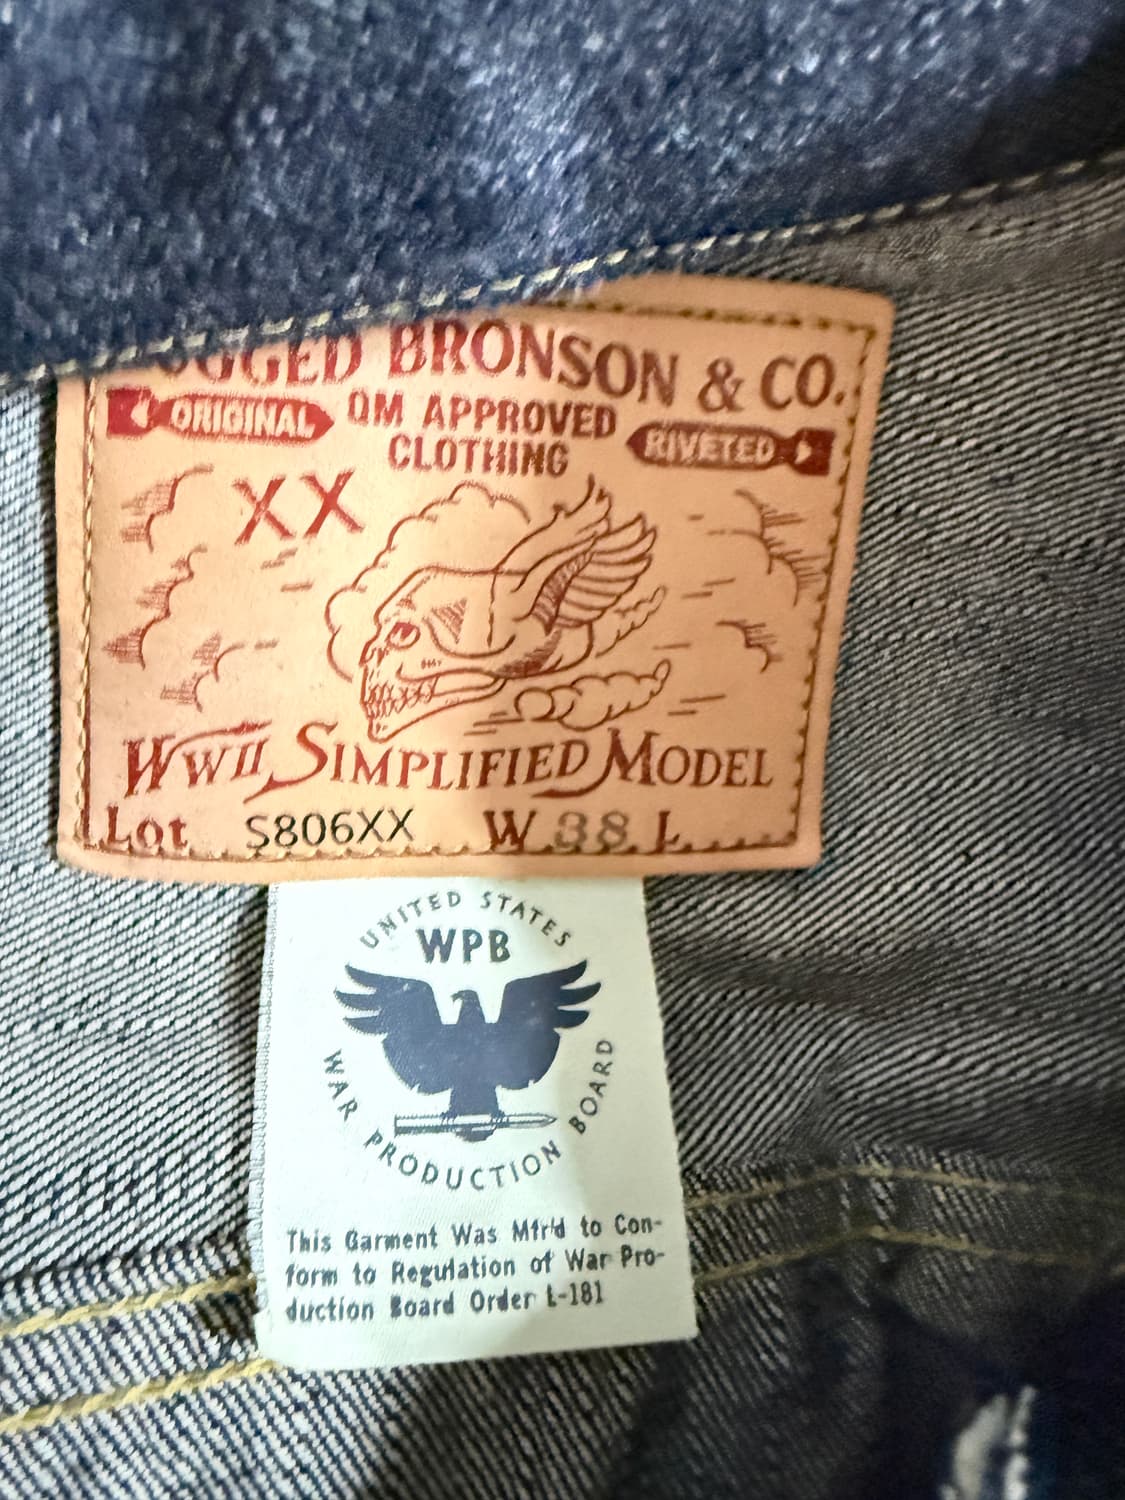 BRONSON & CO.
ORIGINAL
QM APPROVED
CLOTHING
RIVETED
XX
WWII SIMPLIFIED MODEL
Lot S806XX W 38 L
UNITED STATES
WPB
WAR PRODUCTION BOARD
This Garment Was Mfr'd to Con-
form to Regulation of War Pro-
duction Board Order L-181